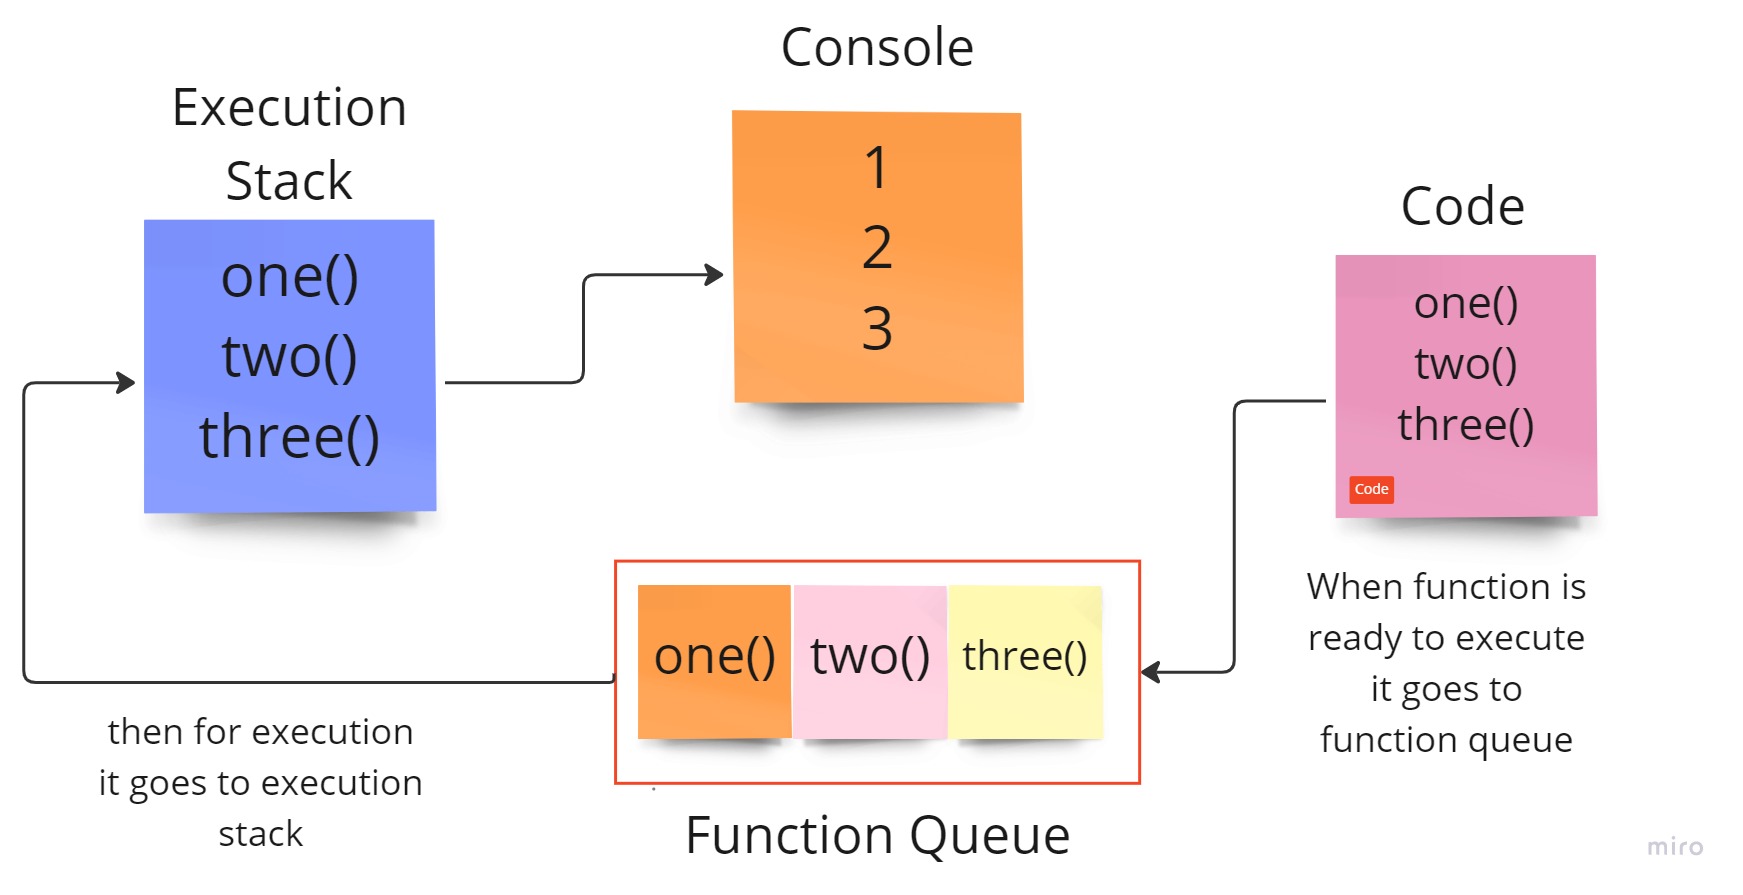 Console
1
2
3
Execution
Stack
one()
two()
three()
Code
one()
two()
three()
Code
When function is
ready to execute
it goes to
function queue
one() two() three()
Function Queue
then for execution
it goes to execution
stack
miro